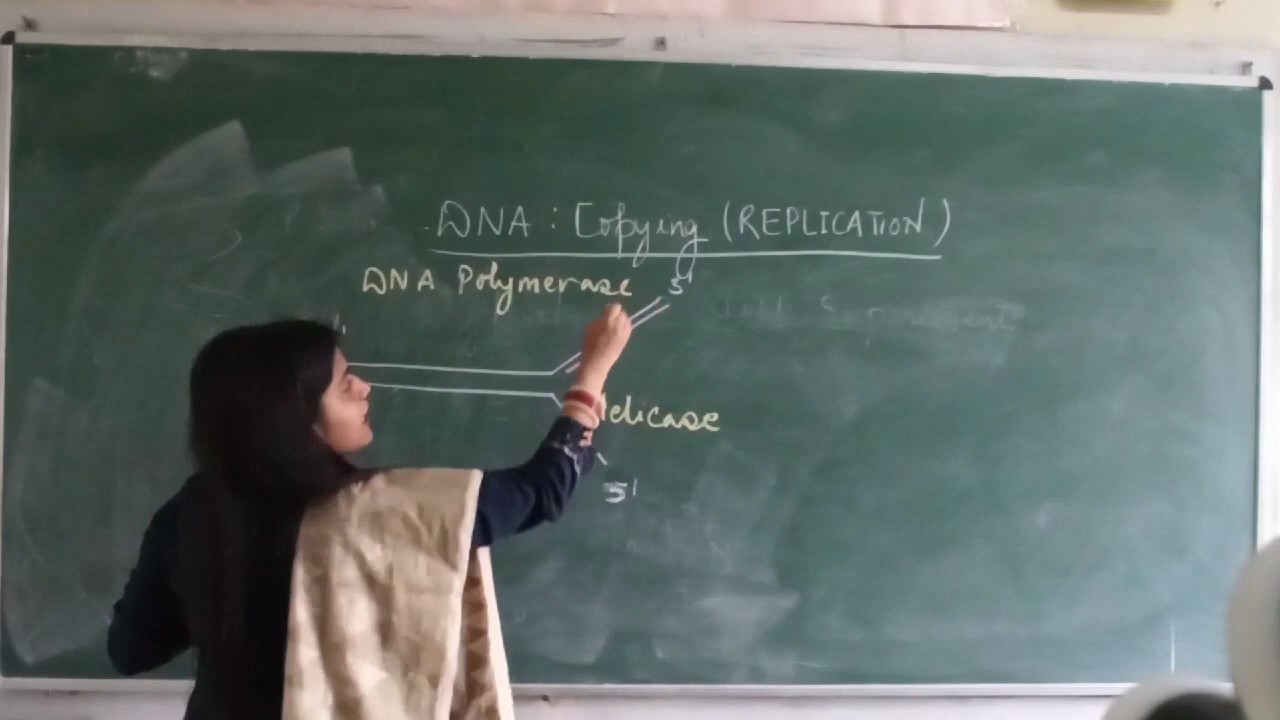 DNA : Copying (REPLICATION)
DNA Polymerase 5'
Helicase
5'